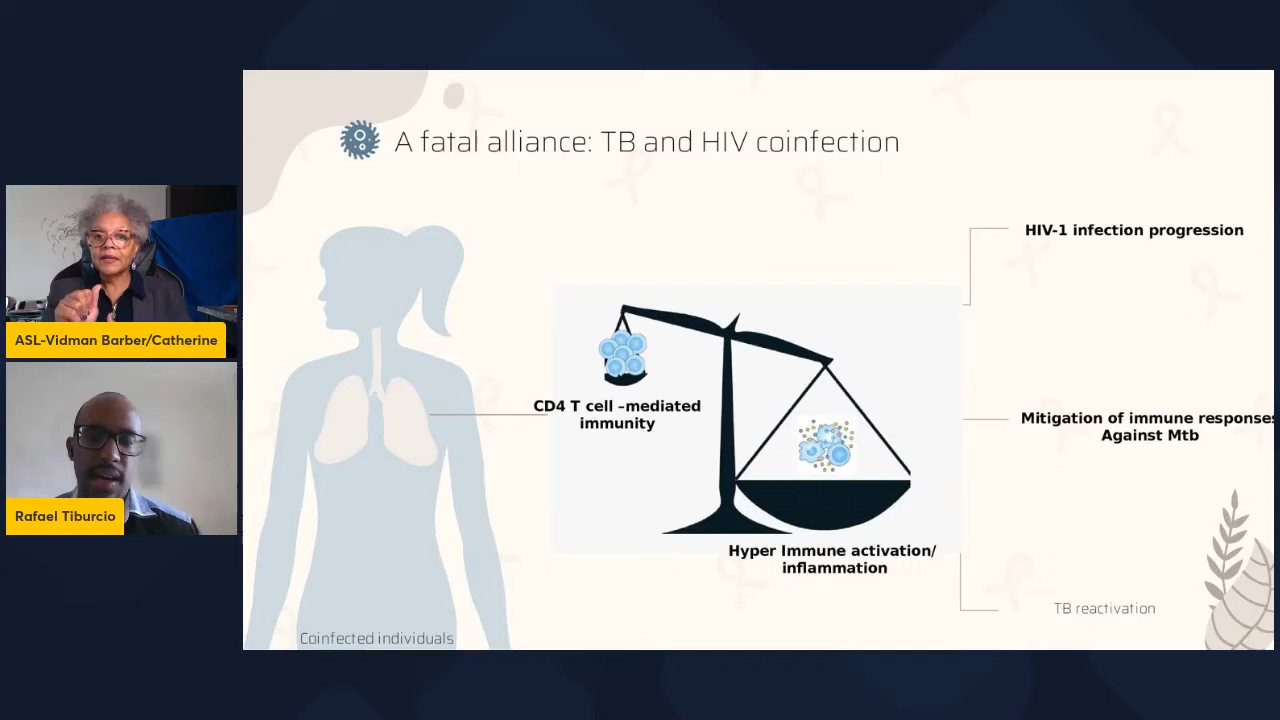 A fatal alliance: TB and HIV coinfection
HIV-1 infection progression
ASL-Vidman Barber/Catherine
CD4 T cell –mediated
immunity
Mitigation of immune responses
Against Mtb
Rafael Tiburcio
Hyper Immune activation/
inflammation
TB reactivation
Coinfected individuals